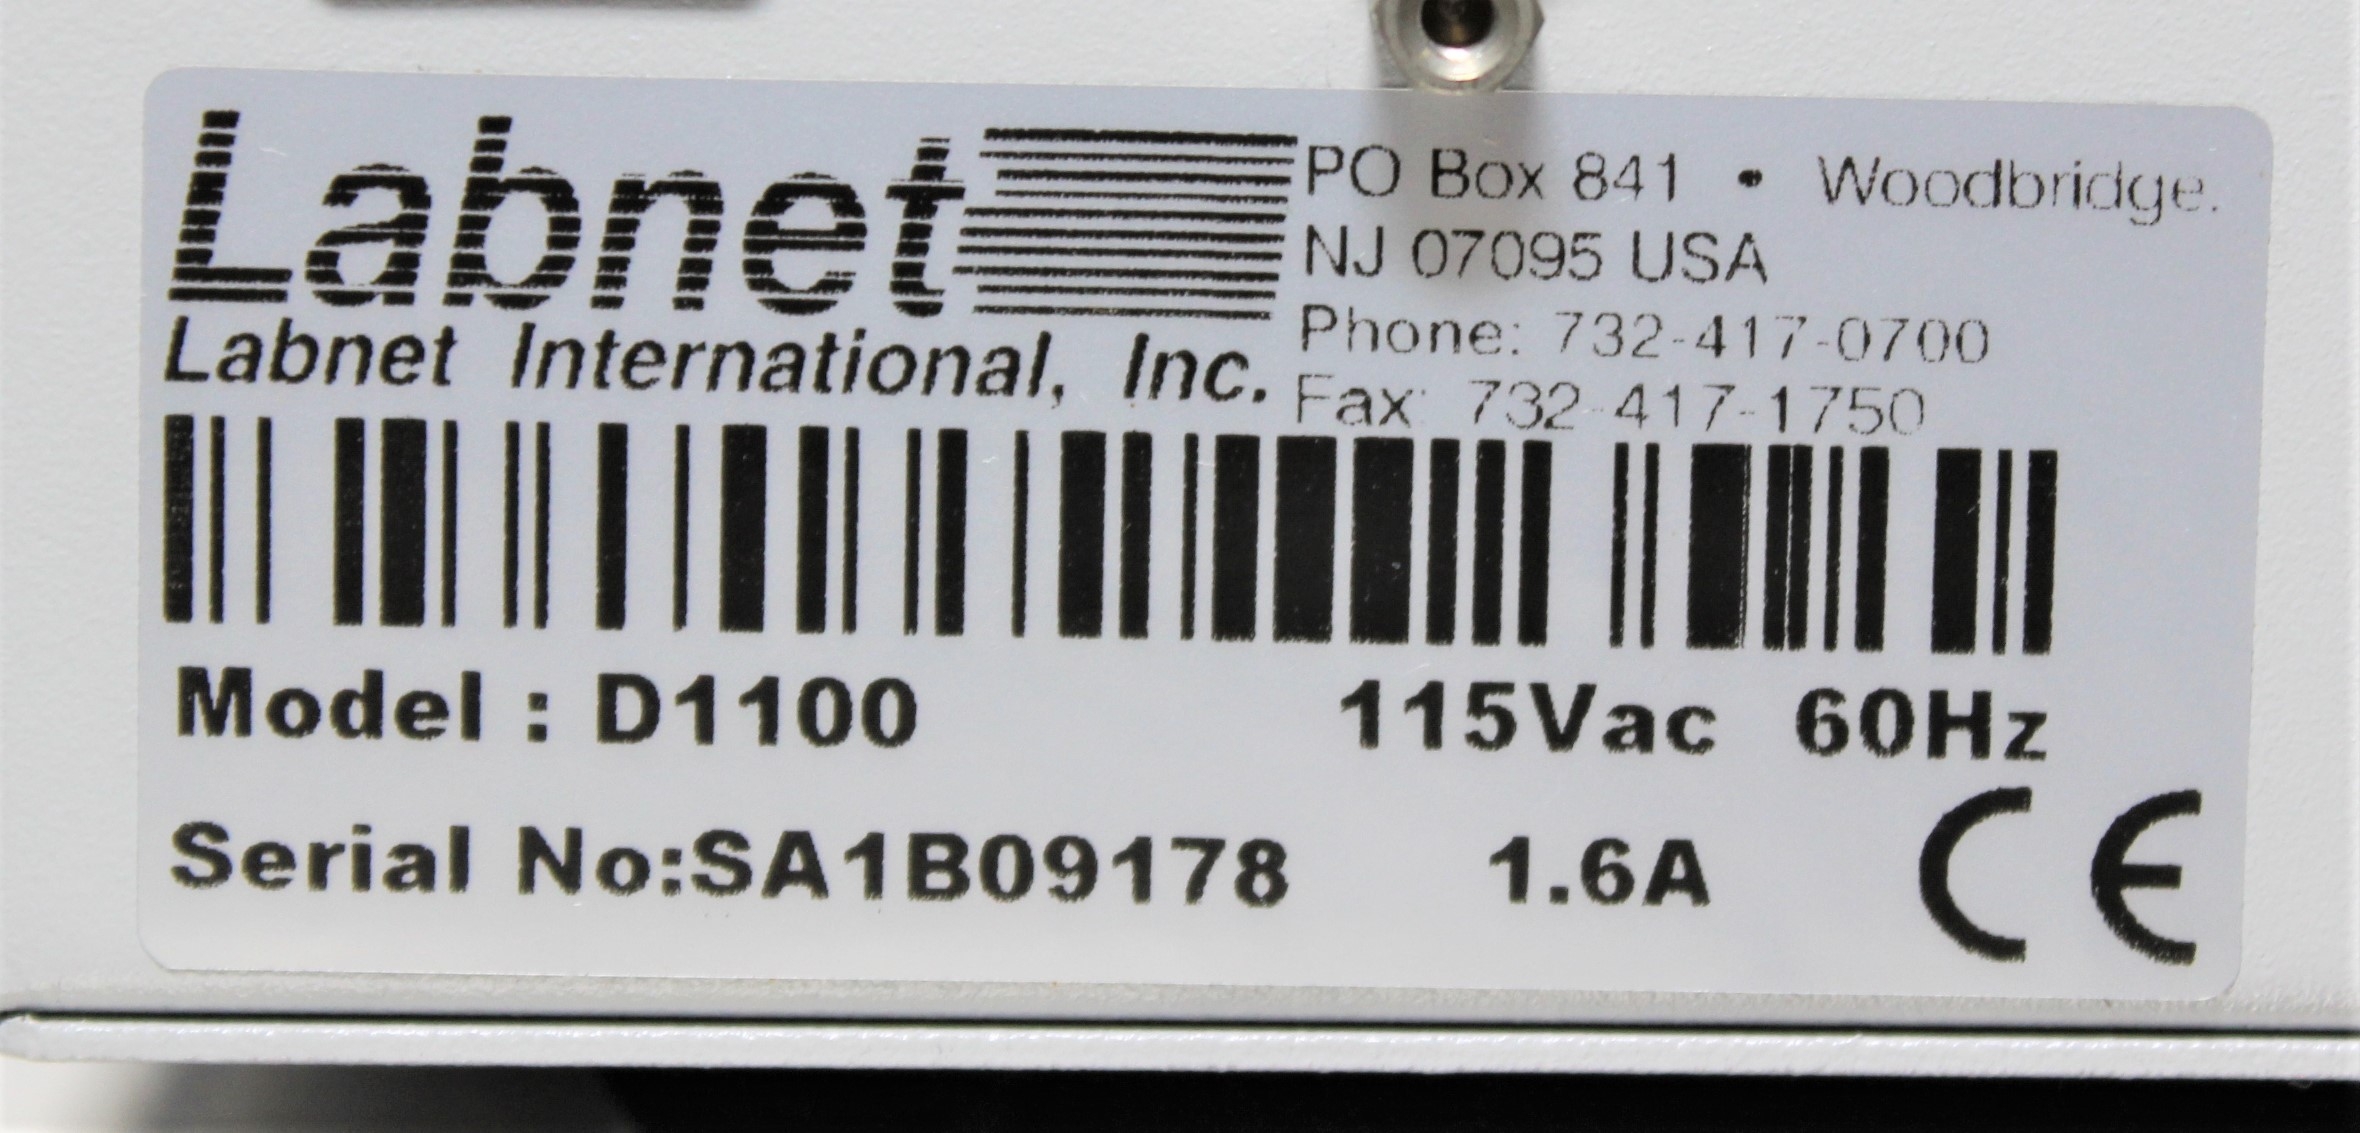 Labnet
Labnet International, Inc.
PO Box 841 • Woodbridge.
NJ 07095 USA
Phone: 732-417-0700
Fax: 732-417-1750
Model : D1100 115Vac 60Hz
Serial No:SA1B09178 1.6A CE